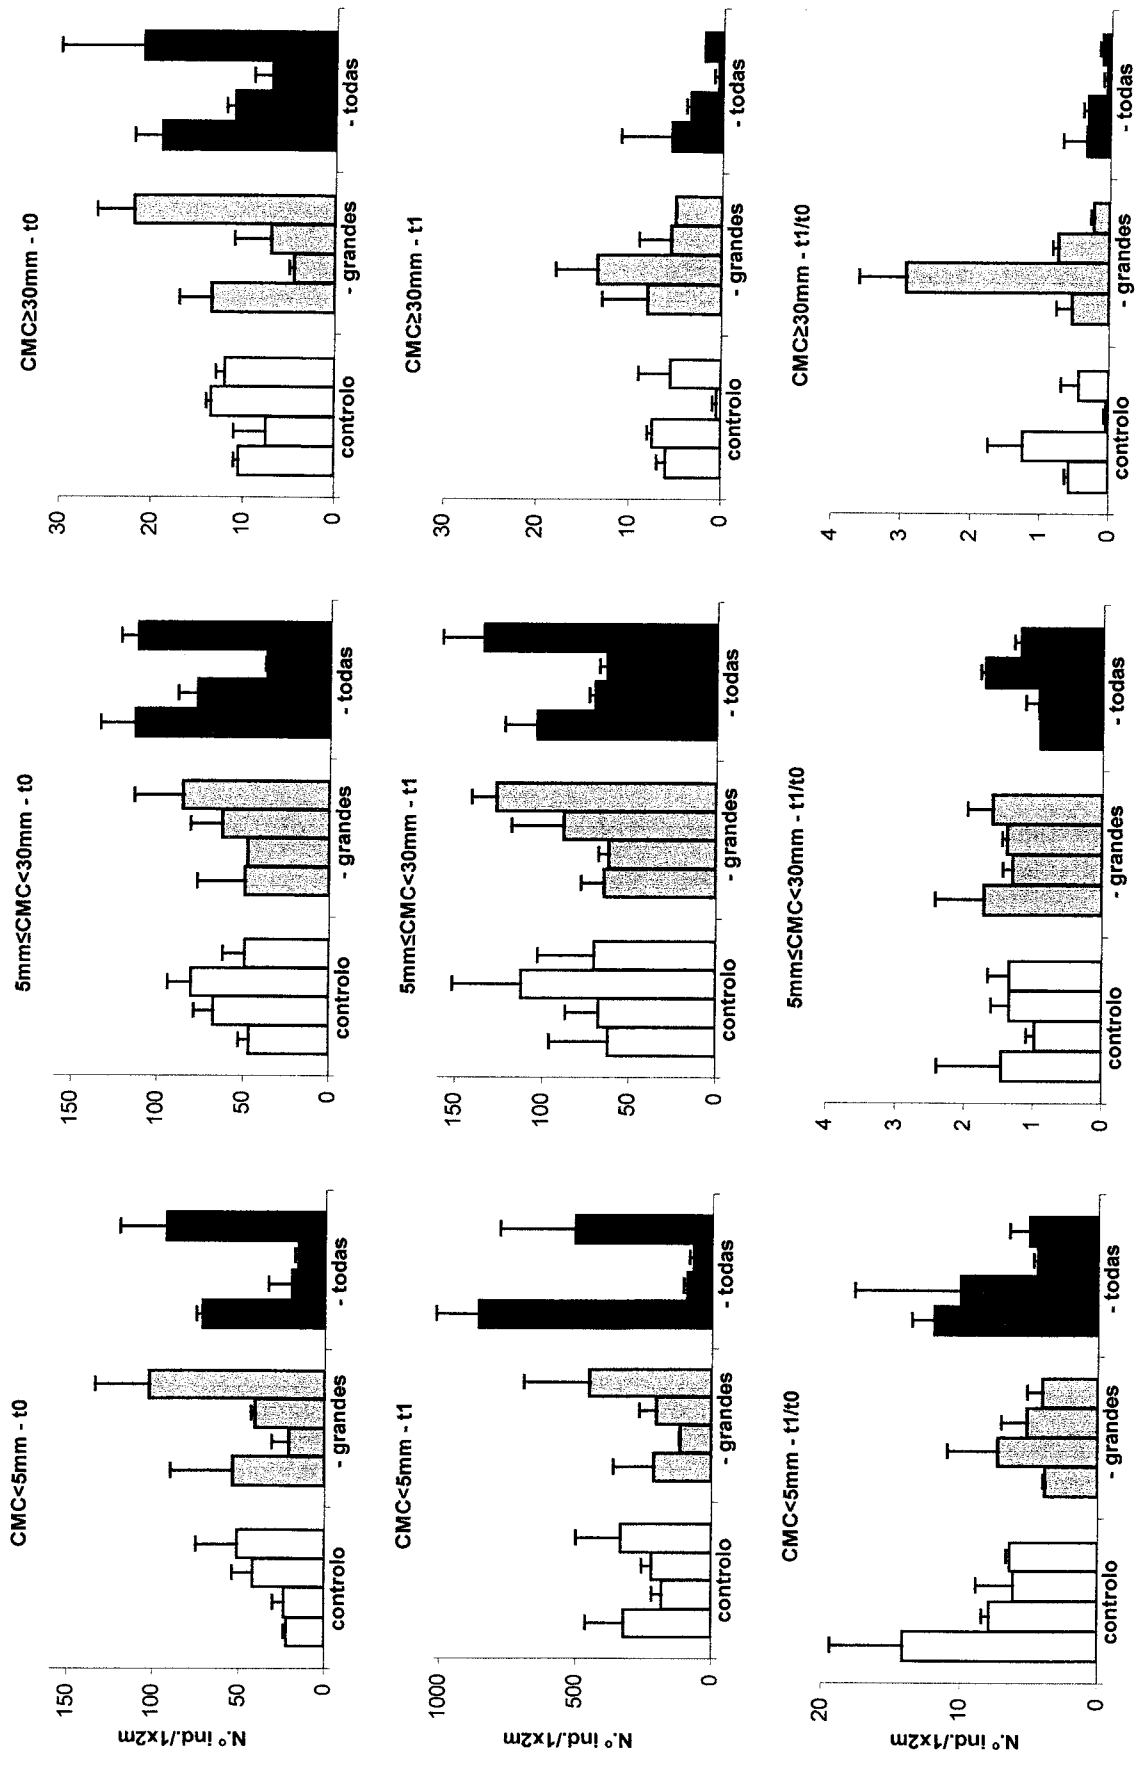 CMC<5mm - t0
5mm≤CMC<30mm - t0
CMC≥30mm - t0
N.º ind./1x2m
150
100
50
0
controlo
- grandes
- todas
150
100
50
0
controlo
- grandes
- todas
30
20
10
0
controlo
- grandes
- todas
CMC<5mm - t1
5mm≤CMC<30mm - t1
CMC≥30mm - t1
N.º ind./1x2m
1000
500
0
controlo
- grandes
- todas
150
100
50
0
controlo
- grandes
- todas
30
20
10
0
controlo
- grandes
- todas
CMC<5mm - t1/t0
5mm≤CMC<30mm - t1/t0
CMC≥30mm - t1/t0
N.º ind./1x2m
20
10
0
controlo
- grandes
- todas
4
3
2
1
0
controlo
- grandes
- todas
4
3
2
1
0
controlo
- grandes
- todas